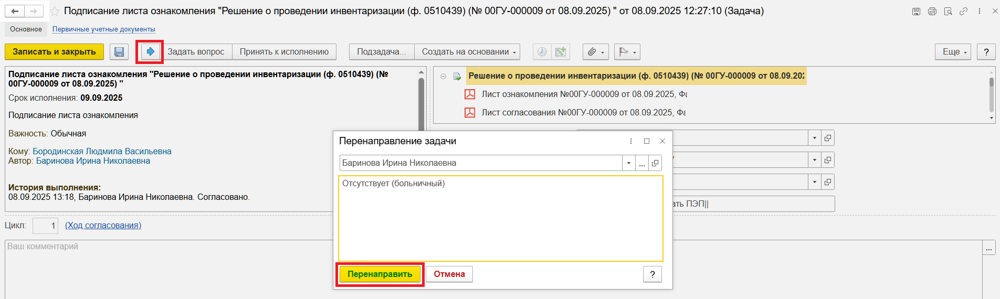 Подписание листа ознакомления "Решение о проведении инвентаризации (ф. 0510439) (№ 00ГУ-000009 от 08.09.2025) " от 08.09.2025 12:27:10 (Задача)
Основное Первичные учетные документы
Записать и закрыть Задать вопрос Принять к исполнению Подзадача... Создать на основании Еще ?
Подписание листа ознакомления "Решение о проведении инвентаризации (ф. 0510439) (№
00ГУ-000009 от 08.09.2025) "
Срок исполнения: 09.09.2025
Подписание листа ознакомления
Важность: Обычная
Кому: Бородинская Людмила Васильевна
Автор: Баринова Ирина Николаевна
История выполнения:
08.09.2025 13:18, Баринова Ирина Николаевна. Согласовано.
Решение о проведении инвентаризации (ф. 0510439) (№ 00ГУ-000009 от 08.09.202
Лист ознакомления №00ГУ-000009 от 08.09.2025, Фа
Лист согласования №00ГУ-000009 от 08.09.2025, Фа
ать ПЭП||
Перенаправление задачи
Баринова Ирина Николаевна ...
Отсутствует (больничный)
Перенаправить Отмена ?
Цикл: 1 (Ход согласования)
Ваш комментарий ...